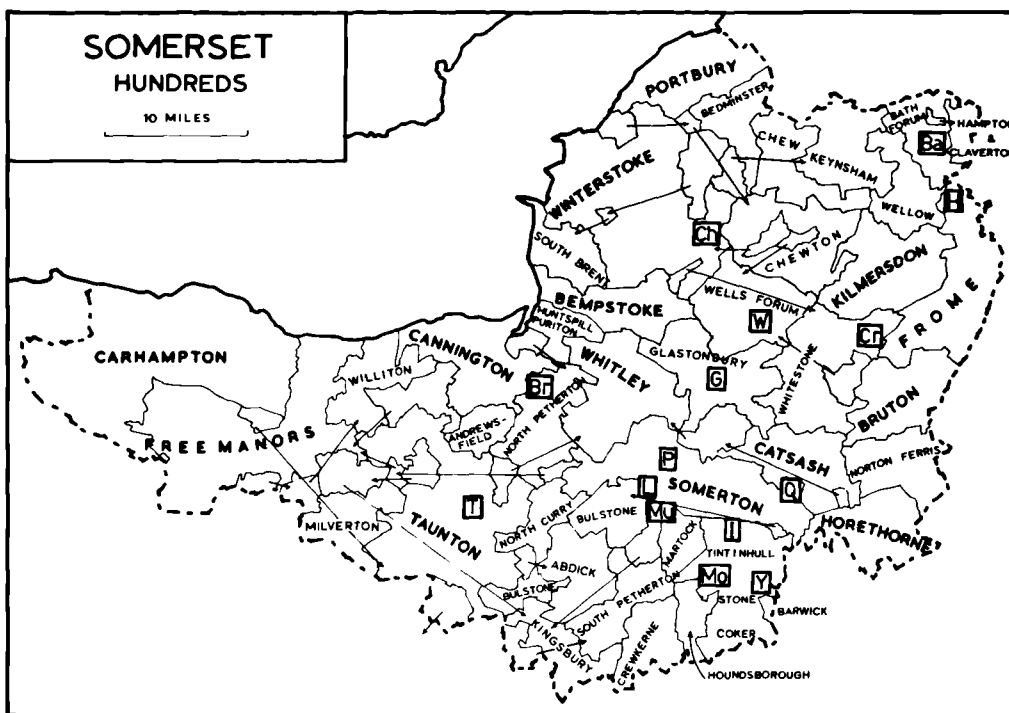 SOMERSET
HUNDREDS
10 MILES
PORTBURY
BEDMINSTER
BATH
FORUM
HAMPTON
&
CLAVERTON
Ba
CHEW
KEYNSHAM
WINTERSTOKE
WELLOW
H
Ch
CHEWTON
SOUTH BRENT
KILMERSDON
BEMPSTOKE
WELLS FORUM
FROME
HUNTSPILL
PURITON
W
Cr
CARHAMPTON
CANNINGTON
WHITLEY
GLASTONBURY
WHITESTONE
WILLITON
Br
G
NORTH PETHERTON
BRUTON
ANDREWS-
FIELD
FREE MANORS
CATSASH
NORTON FERRIS
P
L
SOMERTON
Q
T
Mu
I
HORETHORNE
MILVERTON
TAUNTON
NORTH CURRY
BULSTONE
MARTOCK
TINTINHULL
ABDICK
Mo
Y
BULSTONE
SOUTH PETHERTON
STONE
BARWICK
KINGSBURY
CREWKERNE
COKER
HOUNDSBOROUGH